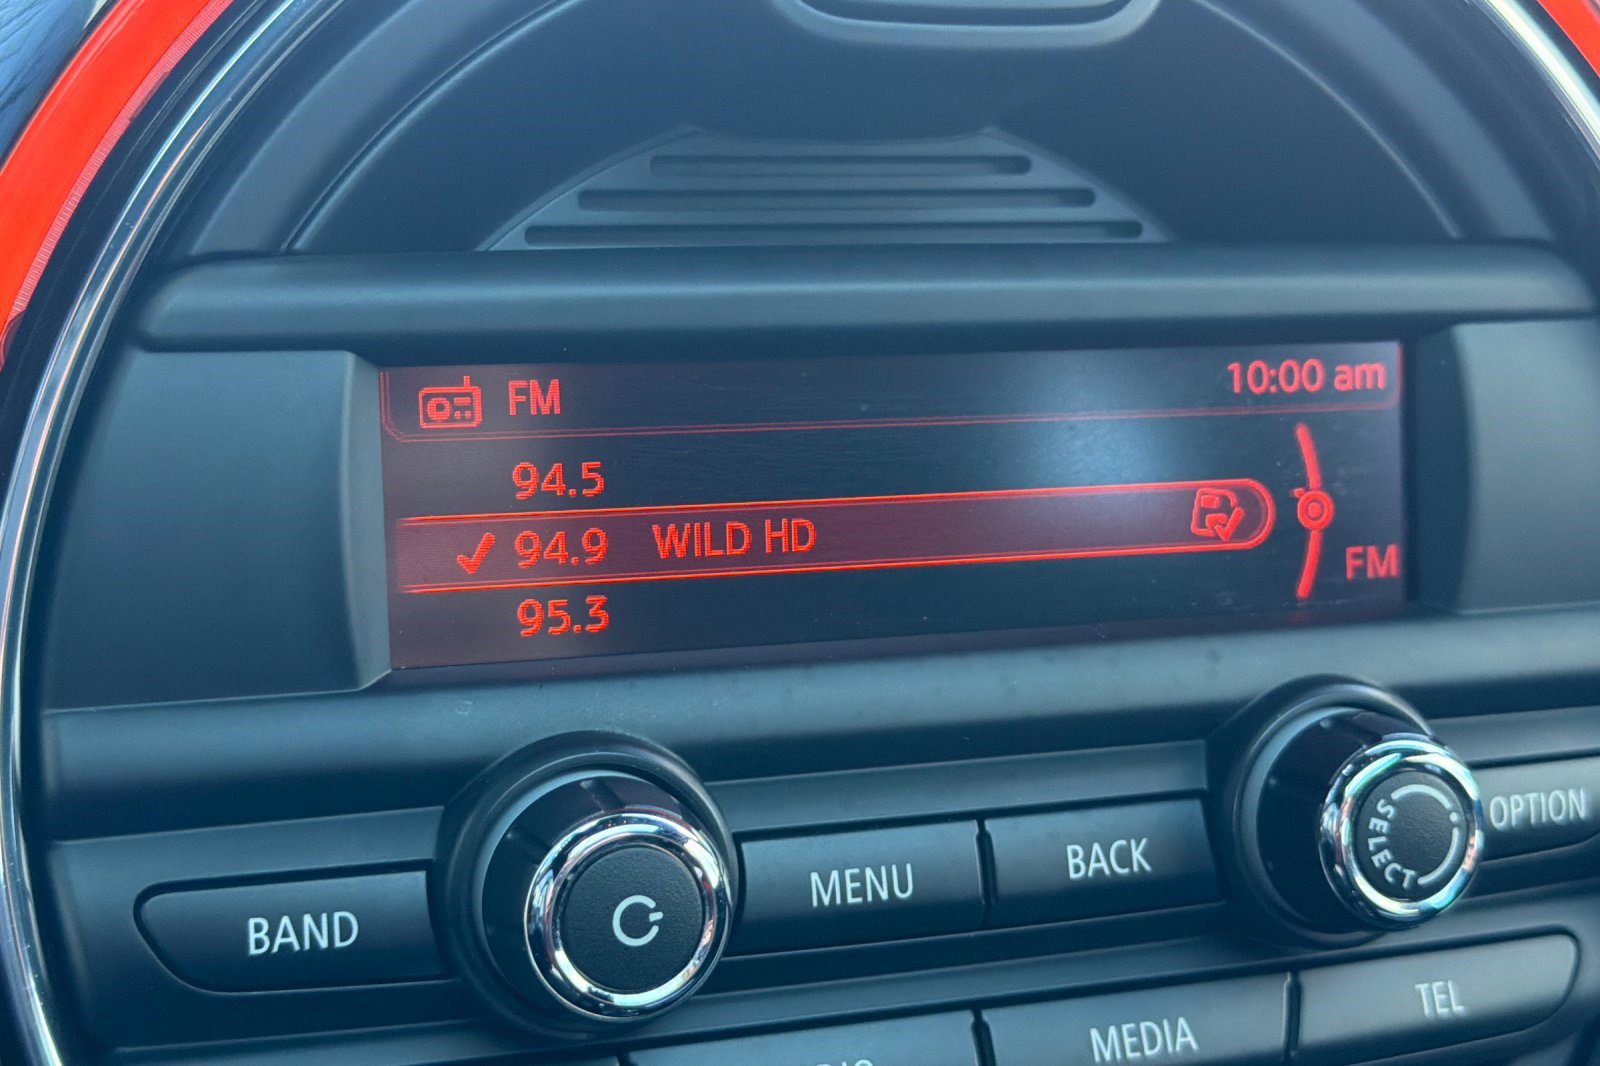 FM 10:00 am
94.5
94.9 WILD HD
95.3
FM
BAND
MENU
BACK
SELECT
OPTION
MEDIA
TEL